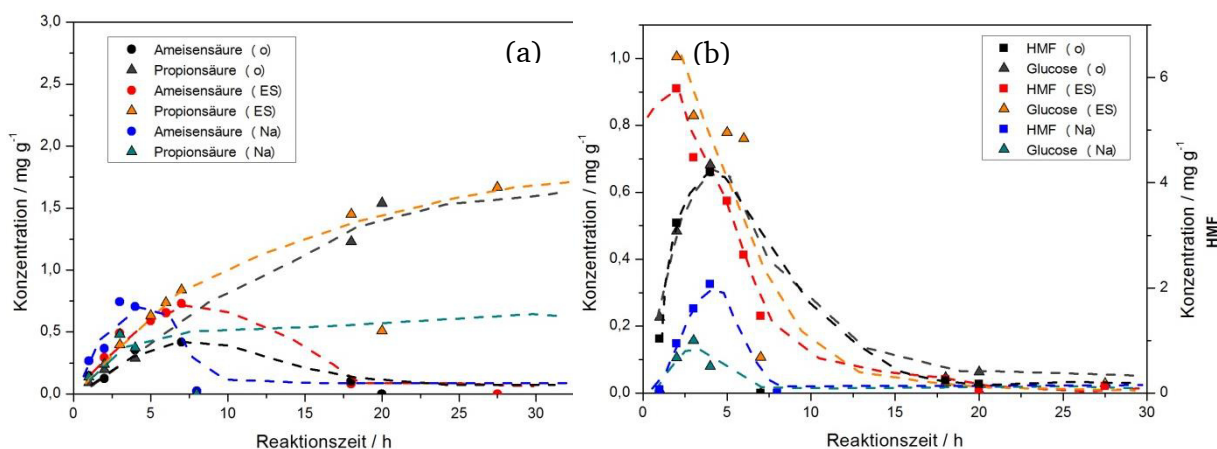 3,0
2,5
2,0
1,5
1,0
0,5
0,0
Konzentration / mg g⁻¹
Ameisensäure ( o)
Propionsäure ( o)
Ameisensäure ( ES)
Propionsäure ( ES)
Ameisensäure ( Na)
Propionsäure ( Na)
(a)
0 5 10 15 20 25 30
Reaktionszeit / h
1,0
0,8
0,6
0,4
0,2
0,0
Konzentration / mg g⁻¹
(b)
HMF ( o)
Glucose ( o)
HMF ( ES)
Glucose ( ES)
HMF ( Na)
Glucose ( Na)
6
4
2
0
Konzentration / mg g⁻¹
HMF
0 5 10 15 20 25 30
Reaktionszeit / h